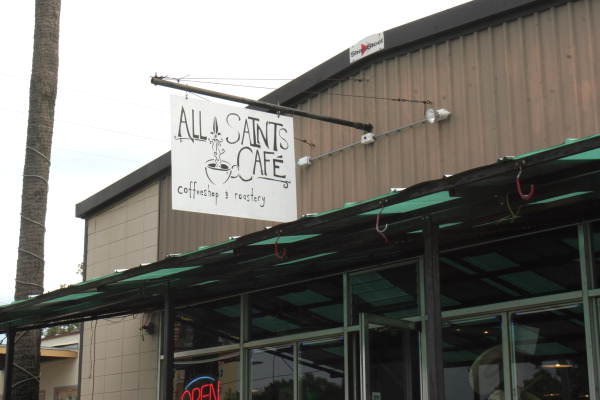 ALL SAINTS
CAFÉ
coffeeshop & roastery
OPEN